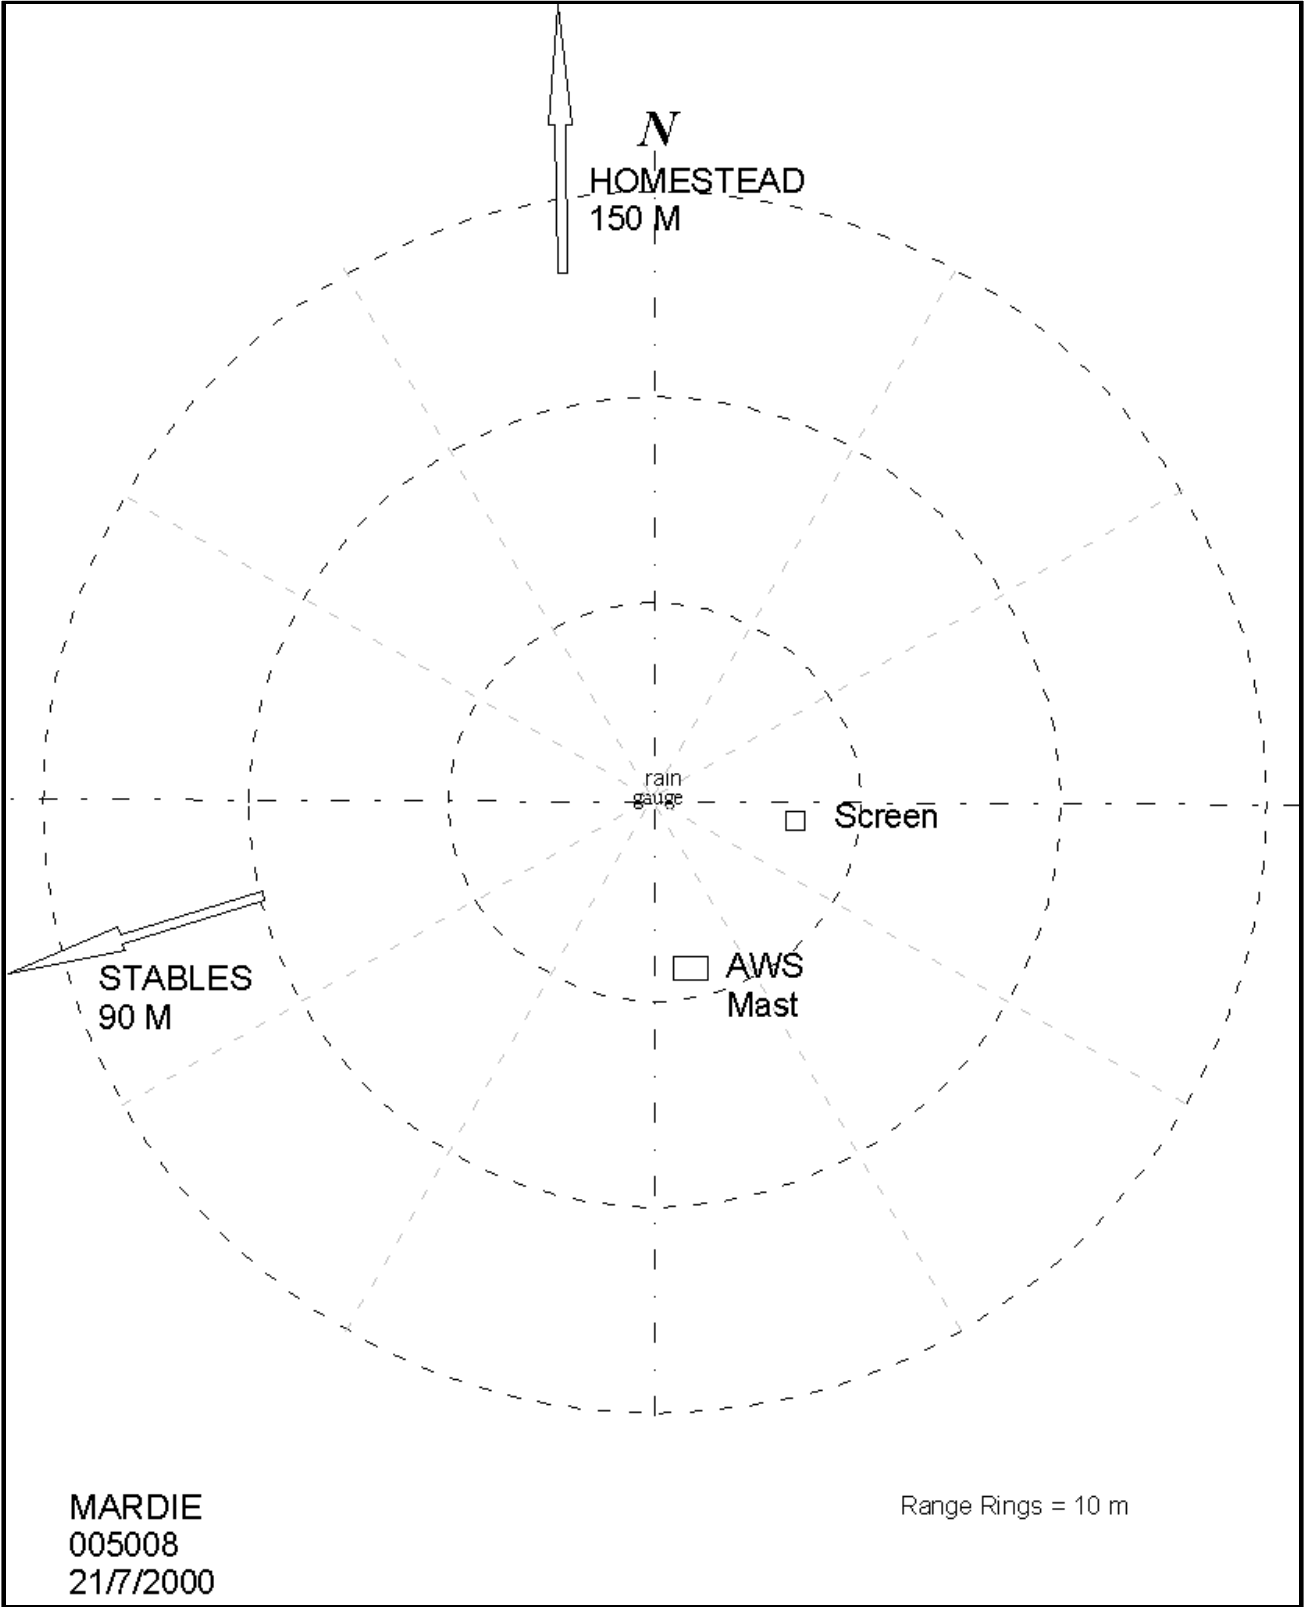 N
HOMESTEAD
150 M
rain
gauge
Screen
STABLES
90 M
AWS
Mast
MARDIE
005008
21/7/2000
Range Rings = 10 m